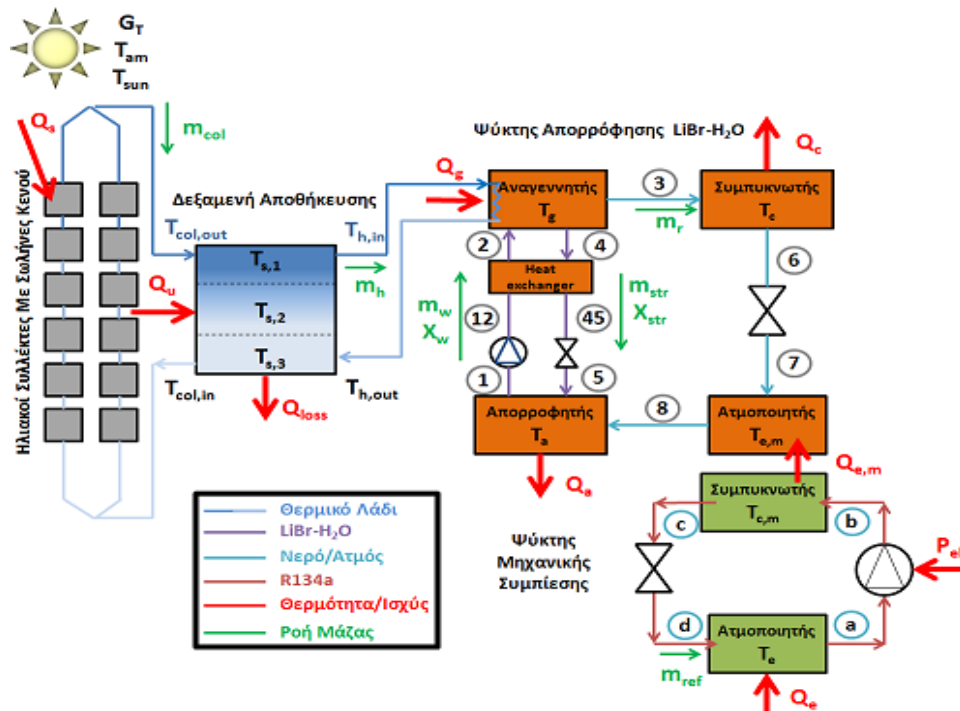 G_T
T_am
T_sun
Q_s
m_col
Ηλιακοί Συλλέκτες Με Σωλήνες Κενού
Δεξαμενή Αποθήκευσης
T_col,out
T_h,in
T_s,1
T_s,2
T_s,3
Q_u
m_h
T_col,in
T_h,out
Q_loss
Ψύκτης Απορρόφησης LiBr-H₂O
Q_c
Q_g
Αναγεννητής
T_g
3
m_r
Συμπυκνωτής
T_c
2
4
6
Heat
exchanger
m_w
X_w
12
45
m_str
X_str
7
1
5
Απορροφητής
T_a
8
Ατμοποιητής
T_e,m
Q_a
Q_e,m
Συμπυκνωτής
T_c,m
c
b
Ψύκτης
Μηχανικής
Συμπίεσης
P_el
d
a
Ατμοποιητής
T_e
m_ref
Q_e
Θερμικό Λάδι
LiBr-H₂O
Νερό/Ατμός
R134a
Θερμότητα/Ισχύς
Ροή Μάζας